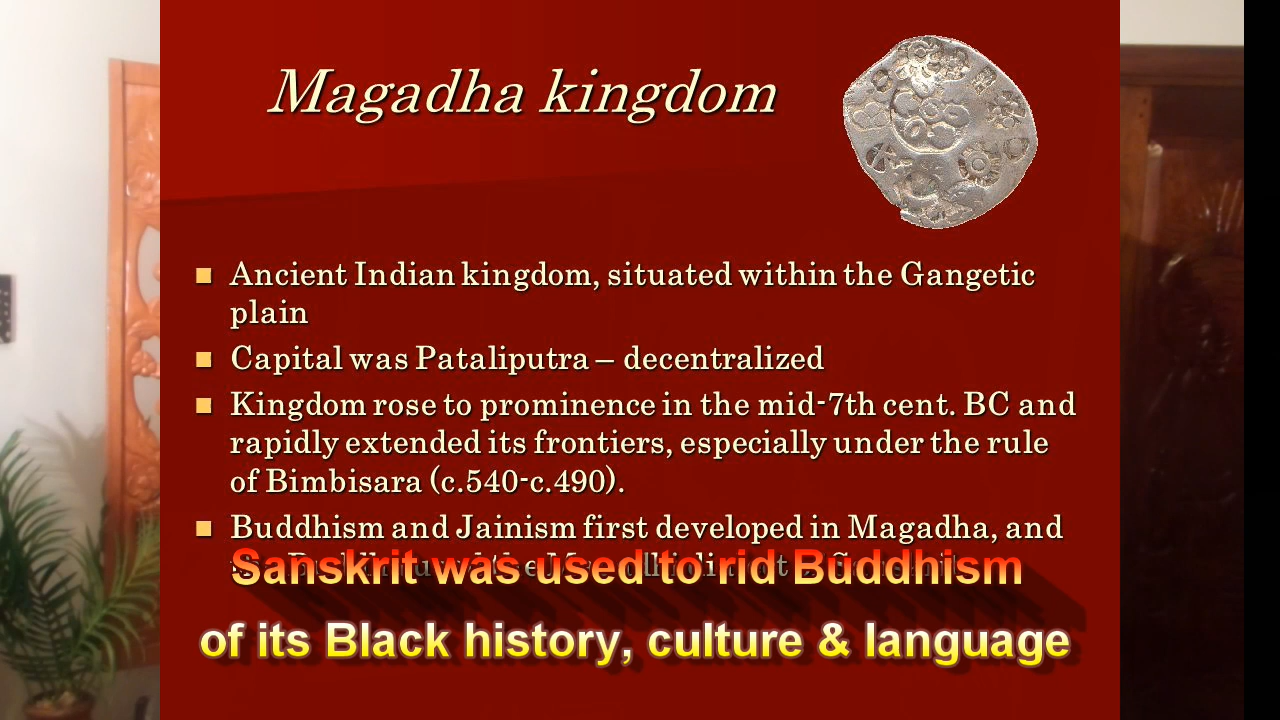 Magadha kingdom
Ancient Indian kingdom, situated within the Gangetic
plain
Capital was Pataliputra – decentralized
Kingdom rose to prominence in the mid-7th cent. BC and
rapidly extended its frontiers, especially under the rule
of Bimbisara (c.540-c.490).
Buddhism and Jainism first developed in Magadha, and
Sanskrit was used to rid Buddhism
of its Black history, culture & language